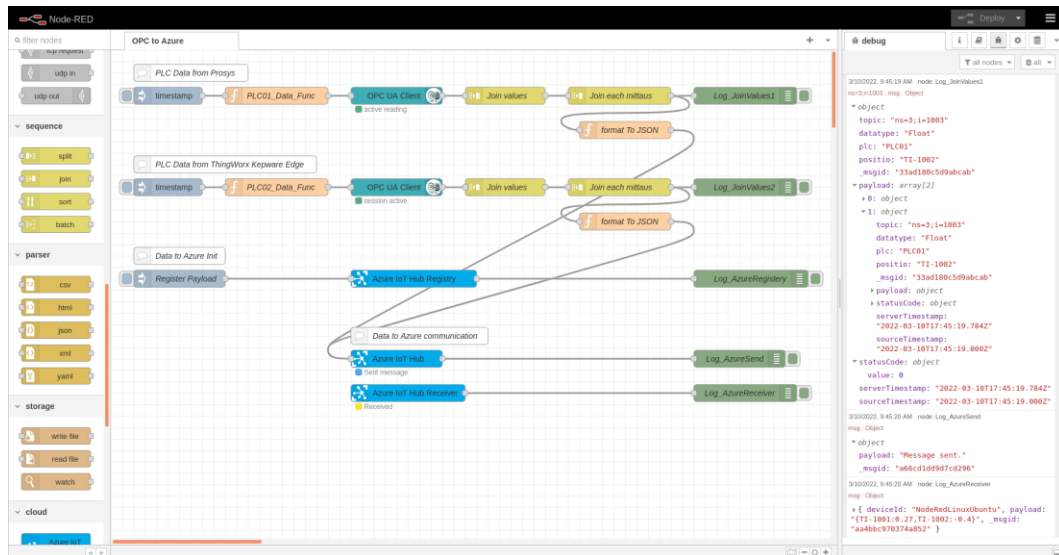 Node-RED
Deploy
filter nodes
OPC to Azure
debug
all nodes
all
tcp request
udp in
udp out
sequence
split
join
sort
batch
parser
csv
html
json
xml
yaml
storage
write file
read file
watch
cloud
Azure IoT
PLC Data from Prosys
timestamp
PLC01_Data_Func
OPC UA Client
active reading
Join values
Join each mittaus
Log_JoinValues1
format To JSON
PLC Data from ThingWorx Kepware Edge
timestamp
PLC02_Data_Func
OPC UA Client
session active
Join values
Join each mittaus
Log_JoinValues2
format To JSON
Data to Azure Init
Register Payload
Azure IoT Hub Registry
Log_AzureRegistery
Data to Azure communication
Azure IoT Hub
Sent message
Log_AzureSend
Azure IoT Hub Receiver
Received
Log_AzureReceiver
3/10/2022, 9:45:19 AM node: Log_JoinValues1
ns=3;i=1003 : msg : Object
object
topic: "ns=3;i=1003"
datatype: "Float"
plc: "PLC01"
positio: "TI-1002"
_msgid: "33ad180c5d9abcab"
payload: array[2]
0: object
1: object
topic: "ns=3;i=1003"
datatype: "Float"
plc: "PLC01"
positio: "TI-1002"
_msgid: "33ad180c5d9abcab"
payload: object
statusCode: object
serverTimestamp:
"2022-03-10T17:45:19.784Z"
sourceTimestamp:
"2022-03-10T17:45:19.000Z"
statusCode: object
value: 0
serverTimestamp: "2022-03-10T17:45:19.784Z"
sourceTimestamp: "2022-03-10T17:45:19.000Z"
3/10/2022, 9:45:20 AM node: Log_AzureSend
msg : Object
object
payload: "Message sent."
_msgid: "a66cd1dd9d7cd296"
3/10/2022, 9:45:20 AM node: Log_AzureReceiver
msg : Object
{ deviceId: "NodeRedLinuxUbuntu", payload:
"{TI-1001:0.27,TI-1002:-0.4}", _msgid:
"aa4bbc970374a852" }